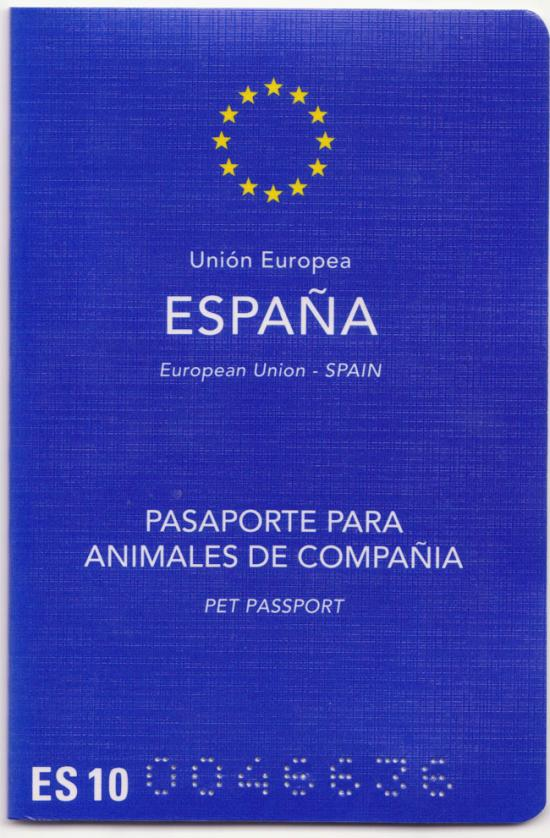 Unión Europea
ESPAÑA
European Union - SPAIN
PASAPORTE PARA
ANIMALES DE COMPAÑIA
PET PASSPORT
ES 10 0046636